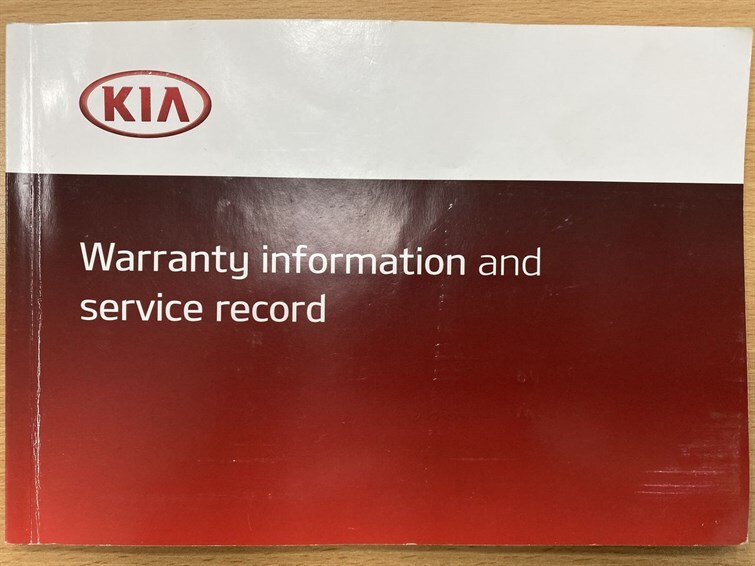 KIA
Warranty information and
service record